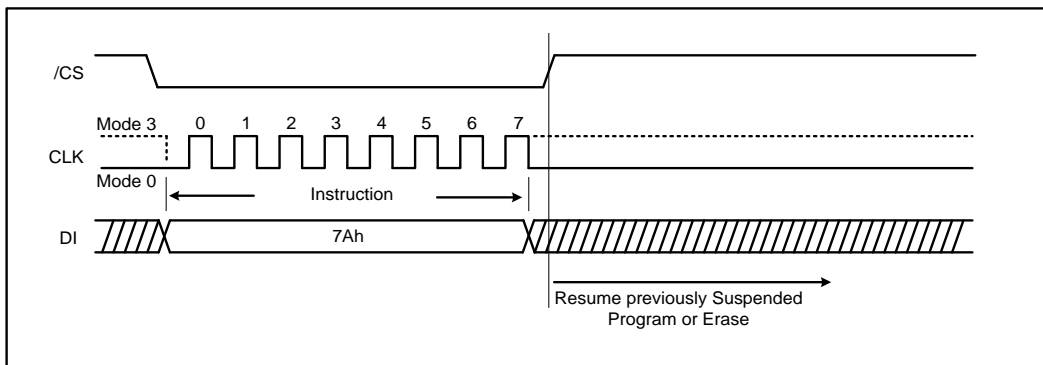 /CS
Mode 3
0 1 2 3 4 5 6 7
CLK
Mode 0
Instruction
DI
7Ah
Resume previously Suspended
Program or Erase